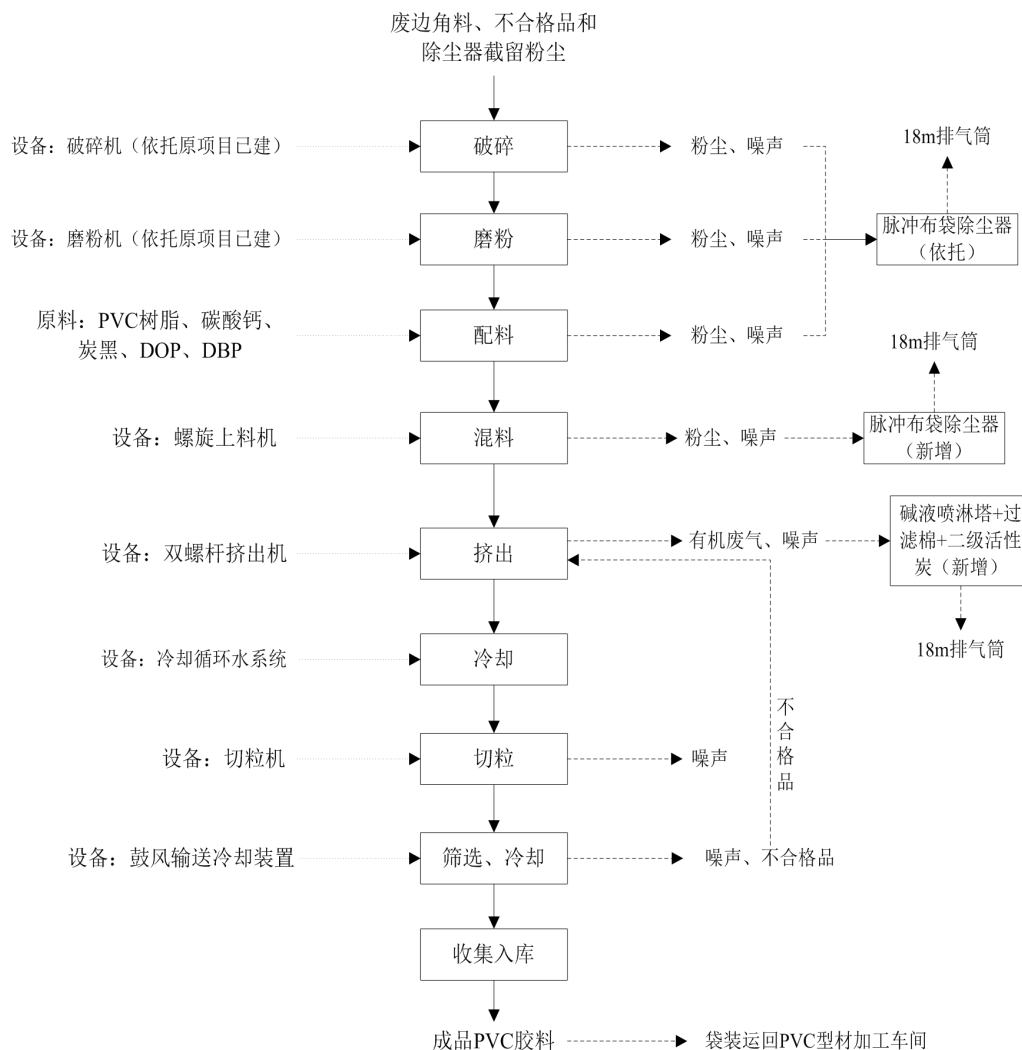 废边角料、不合格品和
除尘器截留粉尘
设备：破碎机（依托原项目已建）
破碎
粉尘、噪声
18m排气筒
设备：磨粉机（依托原项目已建）
磨粉
粉尘、噪声
脉冲布袋除尘器
（依托）
原料：PVC树脂、碳酸钙、
炭黑、DOP、DBP
配料
粉尘、噪声
18m排气筒
设备：螺旋上料机
混料
粉尘、噪声
脉冲布袋除尘器
（新增）
设备：双螺杆挤出机
挤出
有机废气、噪声
碱液喷淋塔+过
滤棉+二级活性
炭（新增）
18m排气筒
设备：冷却循环水系统
冷却
不合格品
设备：切粒机
切粒
噪声
设备：鼓风输送冷却装置
筛选、冷却
噪声、不合格品
收集入库
成品PVC胶料
袋装运回PVC型材加工车间